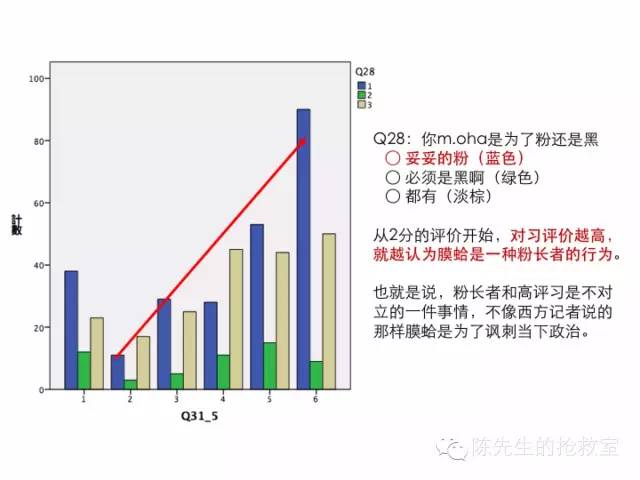 Q28
1
2
3
100
80
60
40
20
0
計數
1 2 3 4 5 6
Q31_5
Q28：你m.oha是为了粉还是黑
○ 妥妥的粉（蓝色）
○ 必须是黑啊（绿色）
○ 都有（淡棕）
从2分的评价开始，对习评价越高，
就越认为膜蛤是一种粉长者的行为。
也就是说，粉长者和高评习是不对
立的一件事情，不像西方记者说的
那样膜蛤是为了讽刺当下政治。
陈先生的抢救室